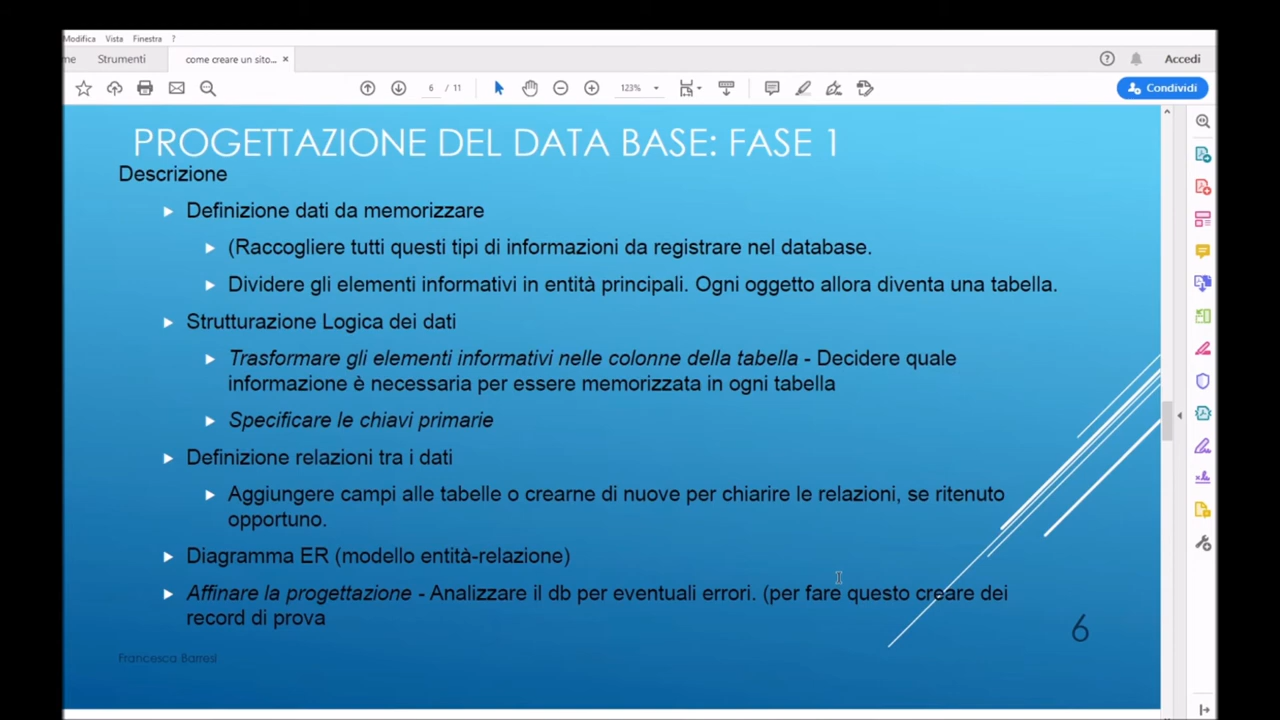 Modifica Vista Finestra ?
me Strumenti come creare un sito... × Accedi
6 / 11 123% Condividi
PROGETTAZIONE DEL DATA BASE: FASE 1
Descrizione
Definizione dati da memorizzare
(Raccogliere tutti questi tipi di informazioni da registrare nel database.
Dividere gli elementi informativi in entità principali. Ogni oggetto allora diventa una tabella.
Strutturazione Logica dei dati
Trasformare gli elementi informativi nelle colonne della tabella - Decidere quale
informazione è necessaria per essere memorizzata in ogni tabella
Specificare le chiavi primarie
Definizione relazioni tra i dati
Aggiungere campi alle tabelle o crearne di nuove per chiarire le relazioni, se ritenuto
opportuno.
Diagramma ER (modello entità-relazione)
Affinare la progettazione - Analizzare il db per eventuali errori. (per fare questo creare dei
record di prova
6
Francesca Barresi